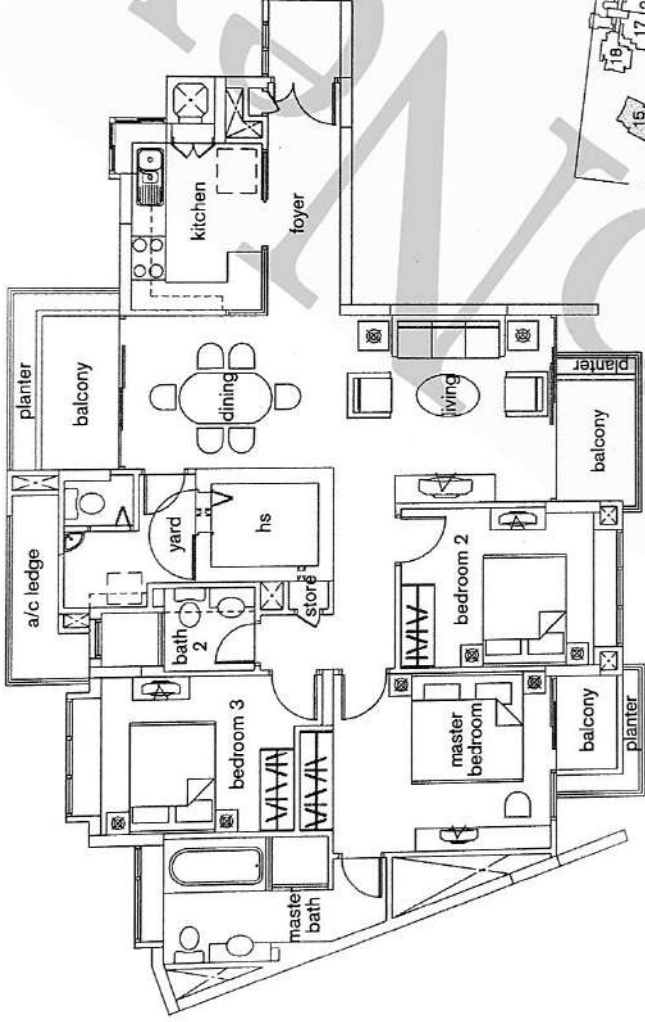 planter
balcony
a/c ledge
kitchen
foyer
dining
yard
hs
store
bath
2
bedroom 3
master
bath
living
planter
balcony
bedroom 2
master
bedroom
balcony
planter
18
17
15